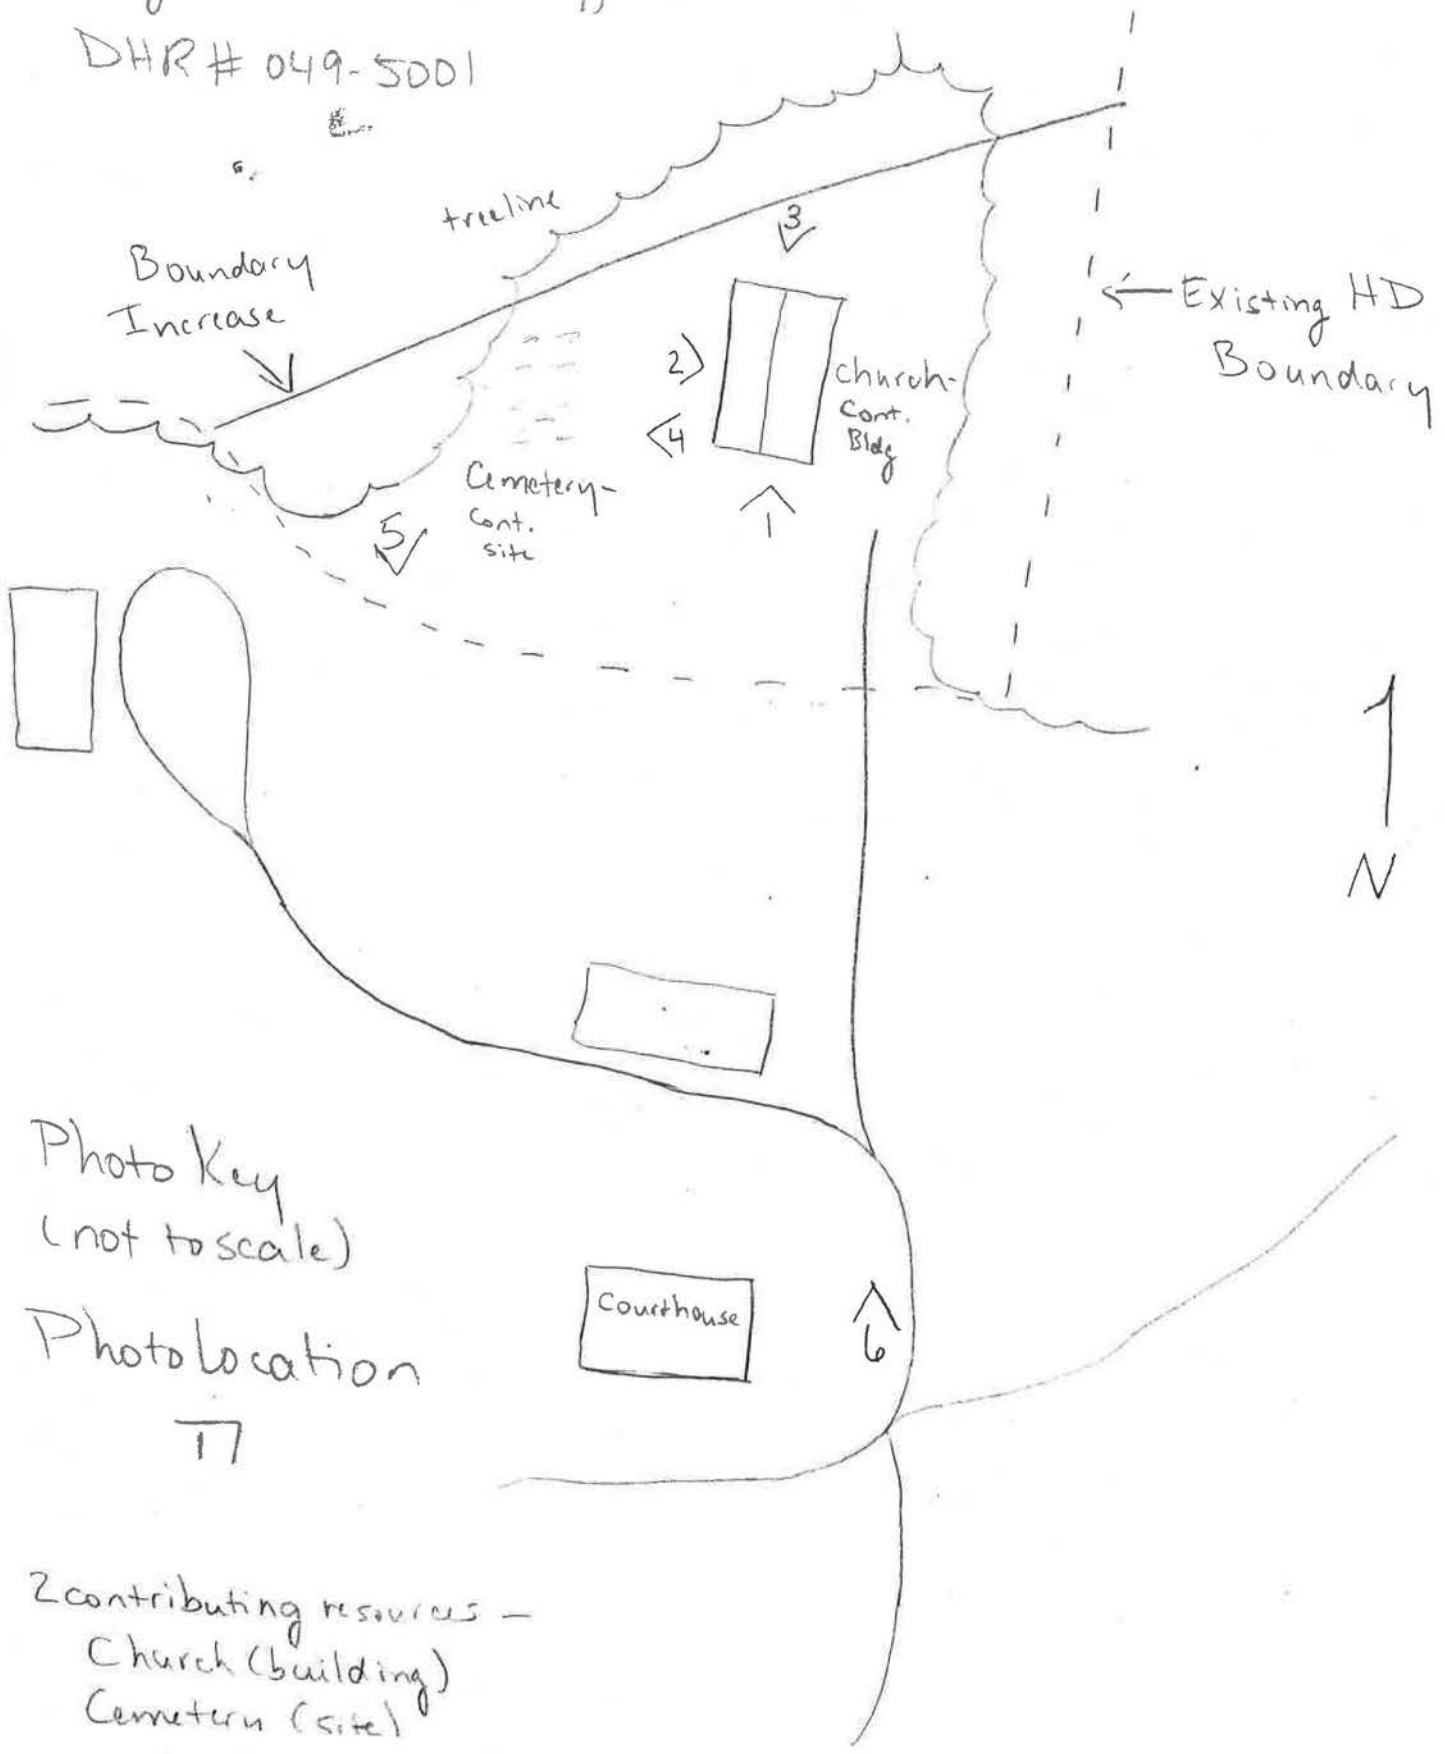 DHR # 049-5001
treeline
Boundary
Increase
3
Existing HD
Boundary
2
church-
Cont.
Bldg
4
Cemetery-
Cont.
site
1
5
N
Photo Key
(not to scale)
Courthouse
6
Photo Location
2 contributing resources -
Church (building)
Cemetery (site)